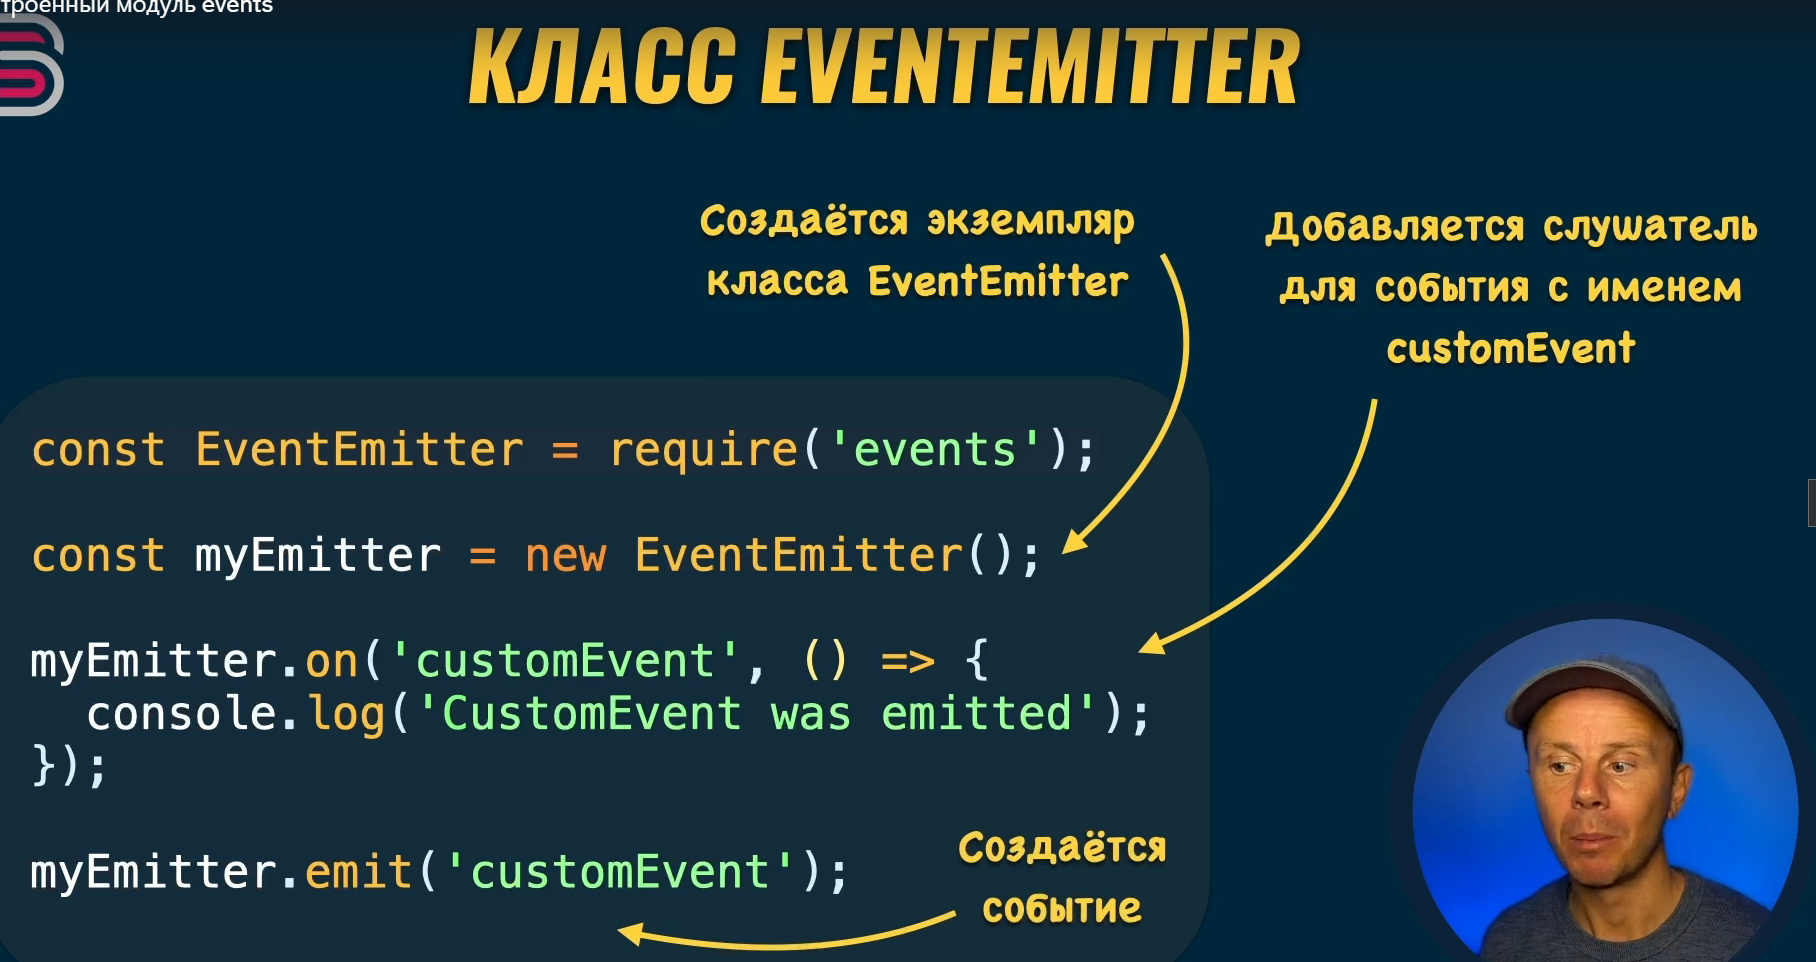 троенный модуль events
КЛАСС EVENTEMITTER
Создаётся экземпляр
класса EventEmitter
Добавляется слушатель
для события с именем
customEvent
const EventEmitter = require('events');
const myEmitter = new EventEmitter();
myEmitter.on('customEvent', () => {
  console.log('CustomEvent was emitted');
});
myEmitter.emit('customEvent');
Создаётся
событие